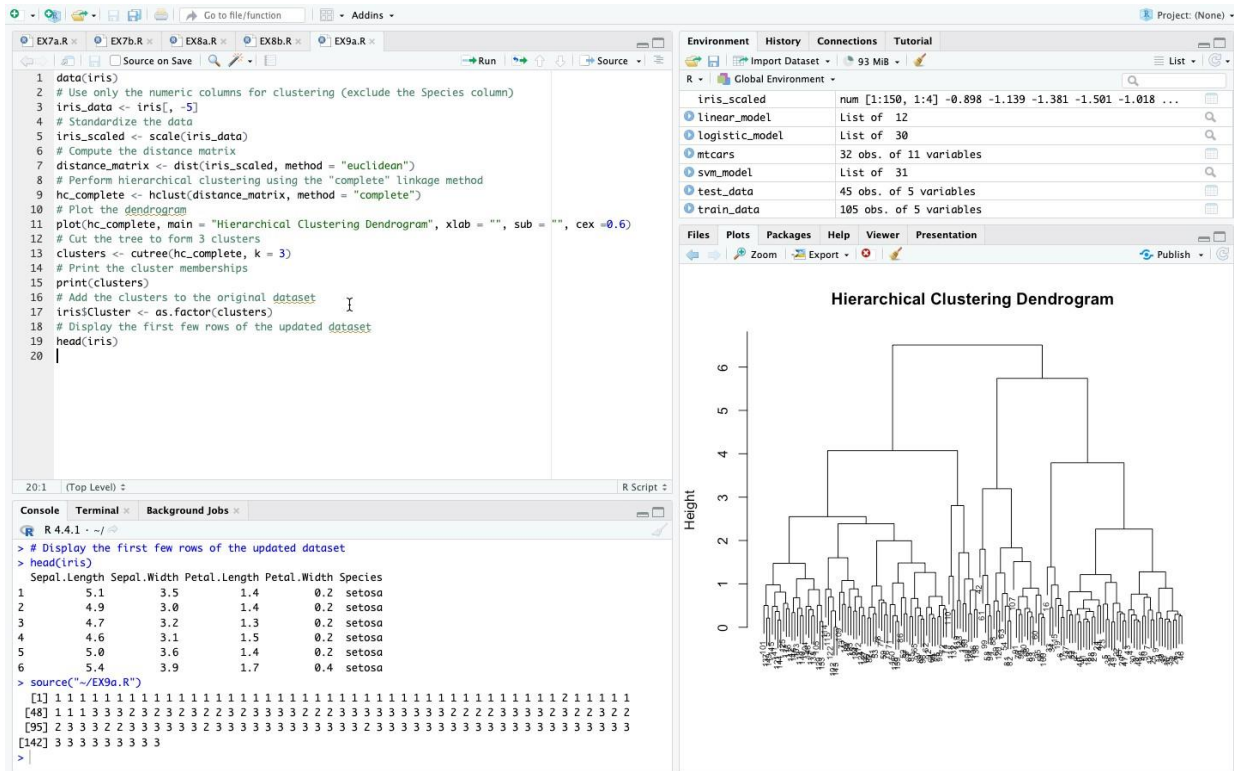 Go to file/function
Addins
Project: (None)
EX7a.R
EX7b.R
EX8a.R
EX8b.R
EX9a.R
Source on Save
Run
Source
1 data(iris)
2 # Use only the numeric columns for clustering (exclude the Species column)
3 iris_data <- iris[, -5]
4 # Standardize the data
5 iris_scaled <- scale(iris_data)
6 # Compute the distance matrix
7 distance_matrix <- dist(iris_scaled, method = "euclidean")
8 # Perform hierarchical clustering using the "complete" linkage method
9 hc_complete <- hclust(distance_matrix, method = "complete")
10 # Plot the dendrogram
11 plot(hc_complete, main = "Hierarchical Clustering Dendrogram", xlab = "", sub = "", cex =0.6)
12 # Cut the tree to form 3 clusters
13 clusters <- cutree(hc_complete, k = 3)
14 # Print the cluster memberships
15 print(clusters)
16 # Add the clusters to the original dataset
17 iris$Cluster <- as.factor(clusters)
18 # Display the first few rows of the updated dataset
19 head(iris)
20
20:1 (Top Level) R Script
Console Terminal Background Jobs
R 4.4.1 · ~/
> # Display the first few rows of the updated dataset
> head(iris)
Sepal.Length Sepal.Width Petal.Length Petal.Width Species
1 5.1 3.5 1.4 0.2 setosa
2 4.9 3.0 1.4 0.2 setosa
3 4.7 3.2 1.3 0.2 setosa
4 4.6 3.1 1.5 0.2 setosa
5 5.0 3.6 1.4 0.2 setosa
6 5.4 3.9 1.7 0.4 setosa
> source("~/EX9a.R")
[1] 1 1 1 1 1 1 1 1 1 1 1 1 1 1 1 1 1 1 1 1 1 1 1 1 1 1 1 1 1 1 1 1 1 1 1 1 1 1 1 1 1 2 1 1 1 1 1
[48] 1 1 1 3 3 3 2 3 2 3 2 3 2 2 3 2 3 3 3 3 2 2 2 3 3 3 3 3 3 3 3 3 2 2 2 2 3 3 3 3 2 3 2 2 3 2 2
[95] 2 3 3 3 2 2 3 3 3 3 3 3 2 3 3 3 3 3 3 3 3 3 3 3 3 3 3 3 3 3 3 3 3 3 3 3 3 3 3 3 3 3 3 3 3 3 3
[142] 3 3 3 3 3 3 3 3 3
>
Environment History Connections Tutorial
Import Dataset
93 MiB
List
R Global Environment
iris_scaled num [1:150, 1:4] -0.898 -1.139 -1.381 -1.501 -1.018 ...
linear_model List of 12
logistic_model List of 30
mtcars 32 obs. of 11 variables
svm_model List of 31
test_data 45 obs. of 5 variables
train_data 105 obs. of 5 variables
Files Plots Packages Help Viewer Presentation
Zoom Export Publish
Hierarchical Clustering Dendrogram
Height
6
5
4
3
2
1
0
42
61
107
16